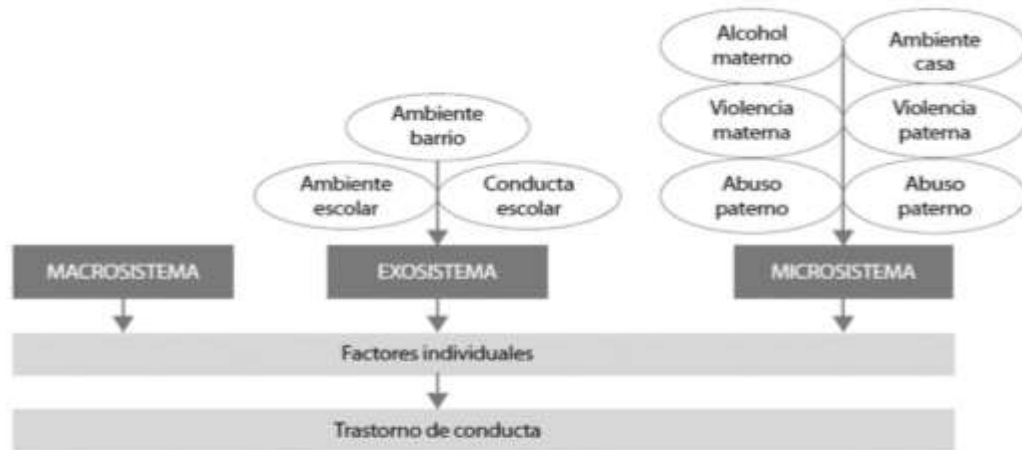 Alcohol
materno
Ambiente
casa
Ambiente
barrio
Violencia
materna
Violencia
paterna
Ambiente
escolar
Conducta
escolar
Abuso
paterno
Abuso
paterno
MACROSISTEMA
EXOSISTEMA
MICROSISTEMA
Factores individuales
Trastorno de conducta